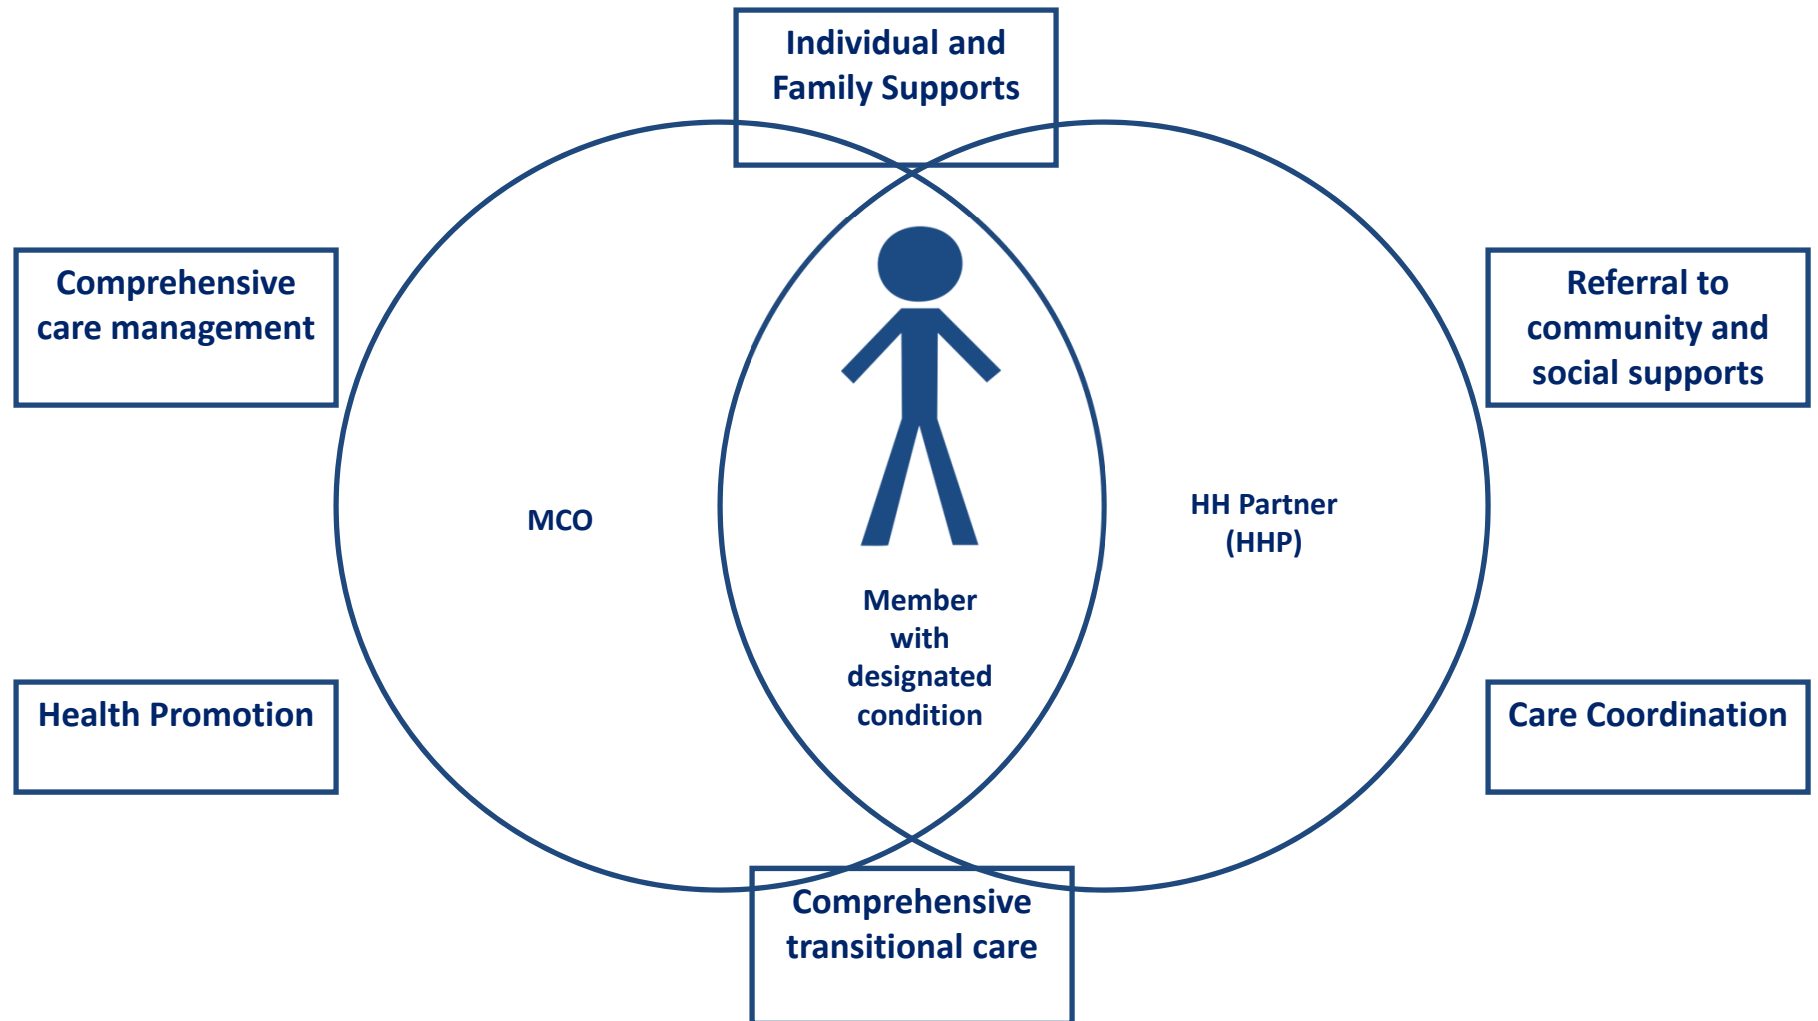 Individual and
Family Supports
Comprehensive
care management
Referral to
community and
social supports
MCO
HH Partner
(HHP)
Member
with
designated
condition
Health Promotion
Care Coordination
Comprehensive
transitional care